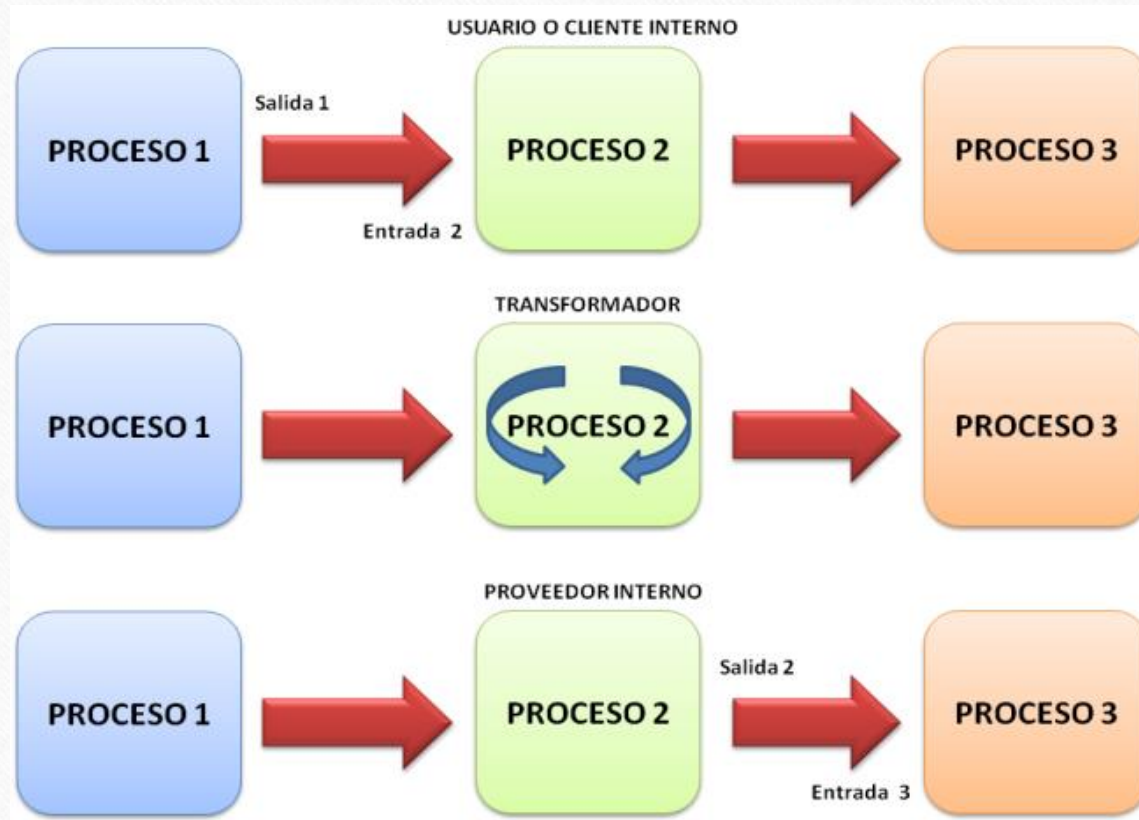 USUARIO O CLIENTE INTERNO
Salida 1
PROCESO 1
PROCESO 2
PROCESO 3
Entrada 2
TRANSFORMADOR
PROCESO 1
PROCESO 2
PROCESO 3
PROVEEDOR INTERNO
Salida 2
PROCESO 1
PROCESO 2
PROCESO 3
Entrada 3